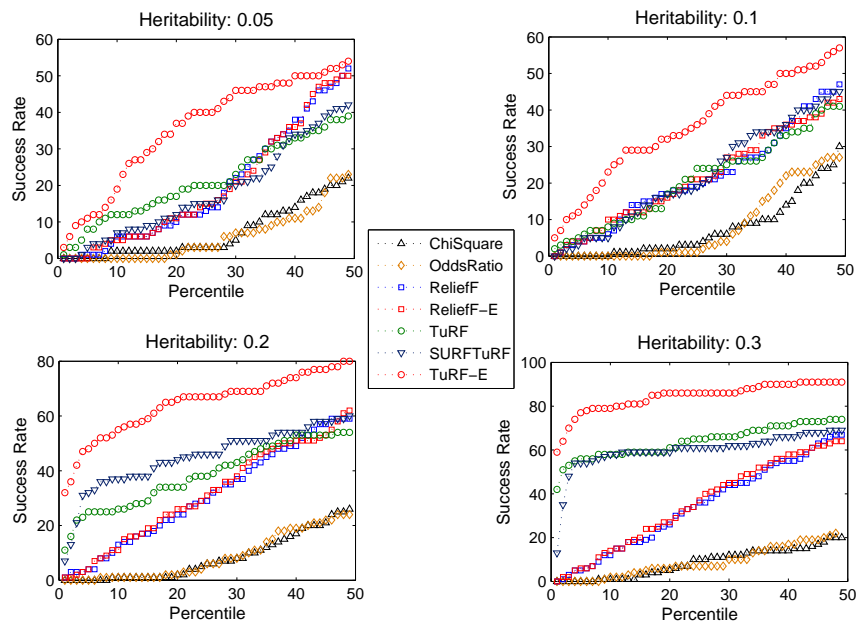 Heritability: 0.05
60
50
40
30
20
10
0
10 20 30 40 50
Success Rate
Percentile
Heritability: 0.1
60
50
40
30
20
10
0
0 10 20 30 40 50
Success Rate
Percentile
ChiSquare
OddsRatio
ReliefF
ReliefF-E
TuRF
SURFTuRF
TuRF-E
Heritability: 0.2
80
60
40
20
0
0 10 20 30 40 50
Success Rate
Percentile
Heritability: 0.3
100
80
60
40
20
0
0 10 20 30 40 50
Success Rate
Percentile